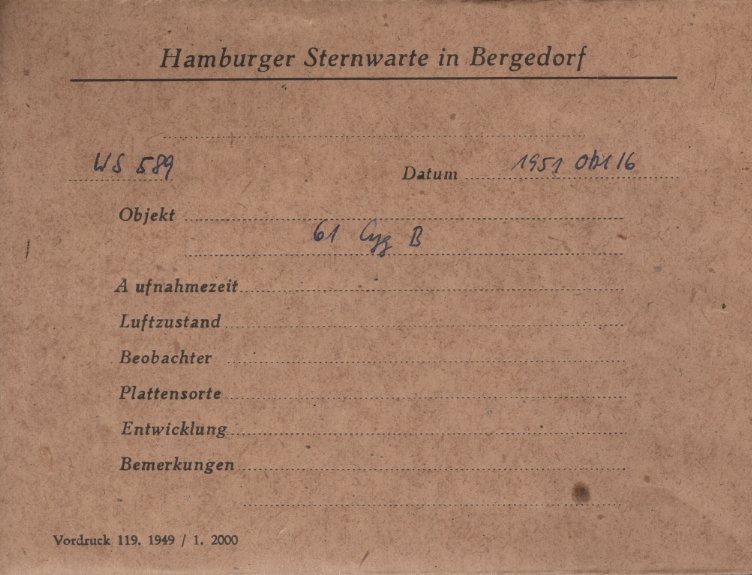 Hamburger Sternwarte in Bergedorf
WS 589 Datum 1951 Okt 16
Objekt
61 Cyg B
Aufnahmezeit
Luftzustand
Beobachter
Plattensorte
Entwicklung
Bemerkungen
Vordruck 119. 1949 / 1. 2000